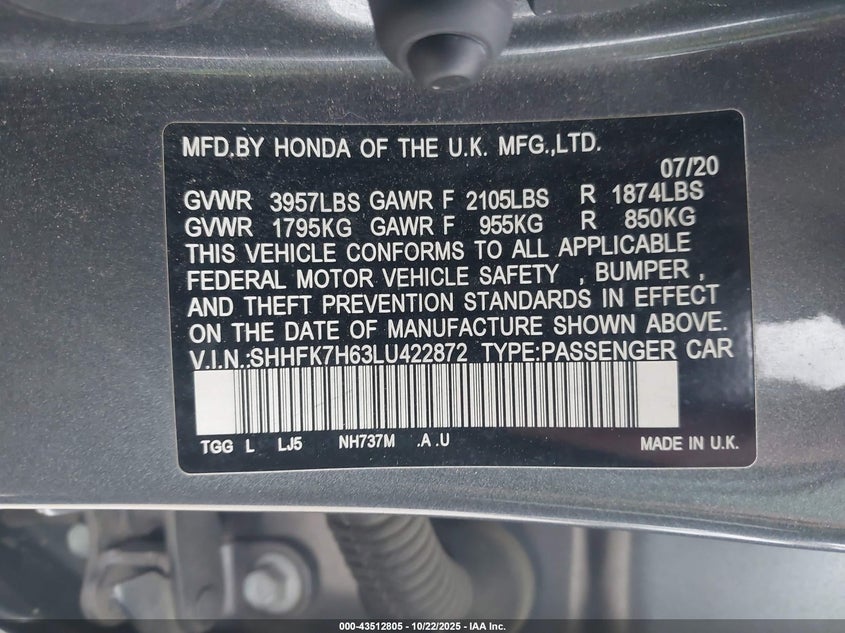 MFD.BY HONDA OF THE U.K. MFG.,LTD.
07/20
GVWR 3957LBS GAWR F 2105LBS R 1874LBS
GVWR 1795KG GAWR F 955KG R 850KG
THIS VEHICLE CONFORMS TO ALL APPLICABLE
FEDERAL MOTOR VEHICLE SAFETY , BUMPER ,
AND THEFT PREVENTION STANDARDS IN EFFECT
ON THE DATE OF MANUFACTURE SHOWN ABOVE.
V.I.N.:SHHFK7H63LU422872 TYPE:PASSENGER CAR
TGG L LJ5 NH737M .A .U MADE IN U.K.
000-43512805 - 10/22/2025 - IAA Inc.